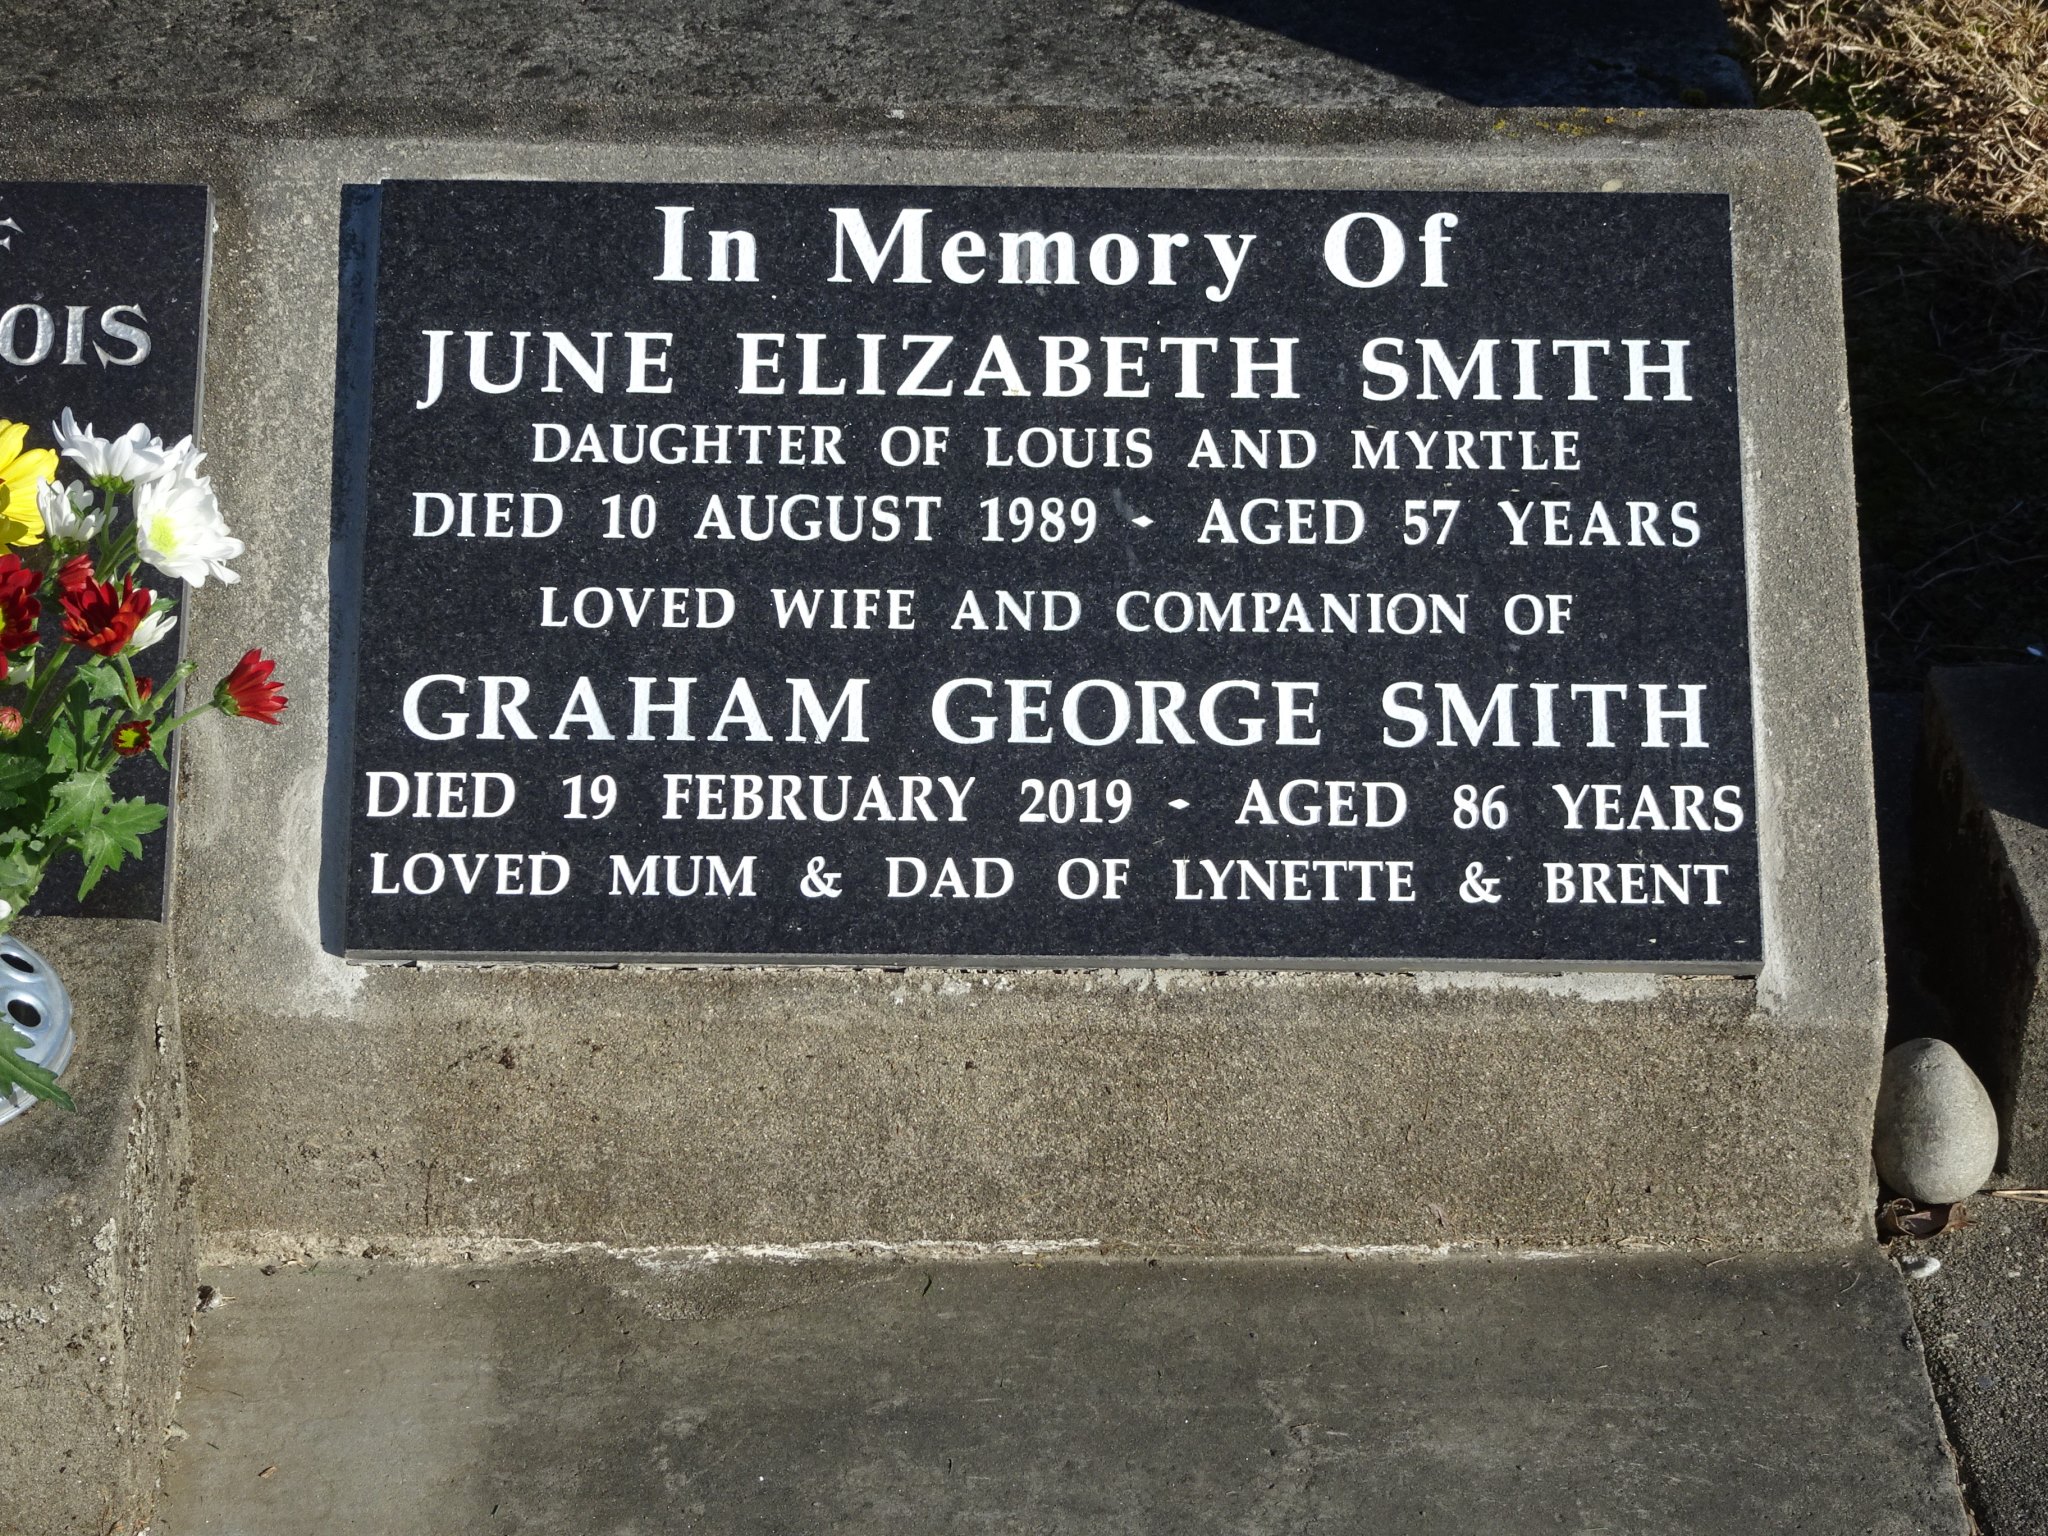 In Memory Of
JUNE ELIZABETH SMITH
DAUGHTER OF LOUIS AND MYRTLE
DIED 10 AUGUST 1989 - AGED 57 YEARS
LOVED WIFE AND COMPANION OF
GRAHAM GEORGE SMITH
DIED 19 FEBRUARY 2019 - AGED 86 YEARS
LOVED MUM & DAD OF LYNETTE & BRENT